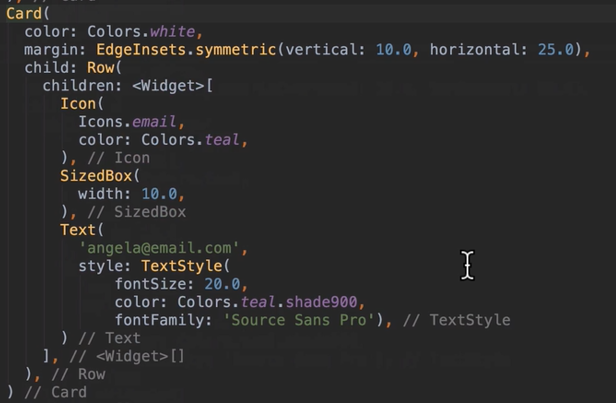 Card(
  color: Colors.white,
  margin: EdgeInsets.symmetric(vertical: 10.0, horizontal: 25.0),
  child: Row(
    children: <Widget>[
      Icon(
        Icons.email,
        color: Colors.teal,
      ), // Icon
      SizedBox(
        width: 10.0,
      ), // SizedBox
      Text(
        'angela@email.com',
        style: TextStyle(
            fontSize: 20.0,
            color: Colors.teal.shade900,
            fontFamily: 'Source Sans Pro'), // TextStyle
      ) // Text
    ], // <Widget>[]
  ), // Row
) // Card